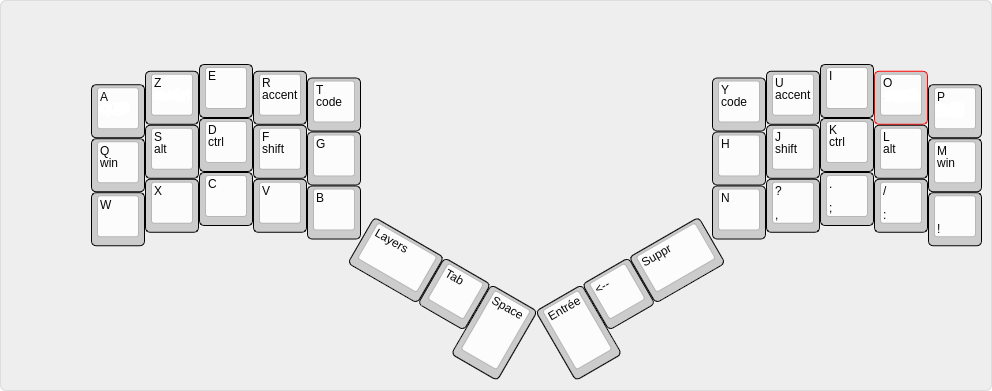 A
Z
E
R
accent
T
code
Q
win
S
alt
D
ctrl
F
shift
G
W
X
C
V
B
Layers
Tab
Space
Y
code
U
accent
I
O
P
H
J
shift
K
ctrl
L
alt
M
win
N
?
,
.
;
/
:
!
Suppr
<--
Entrée